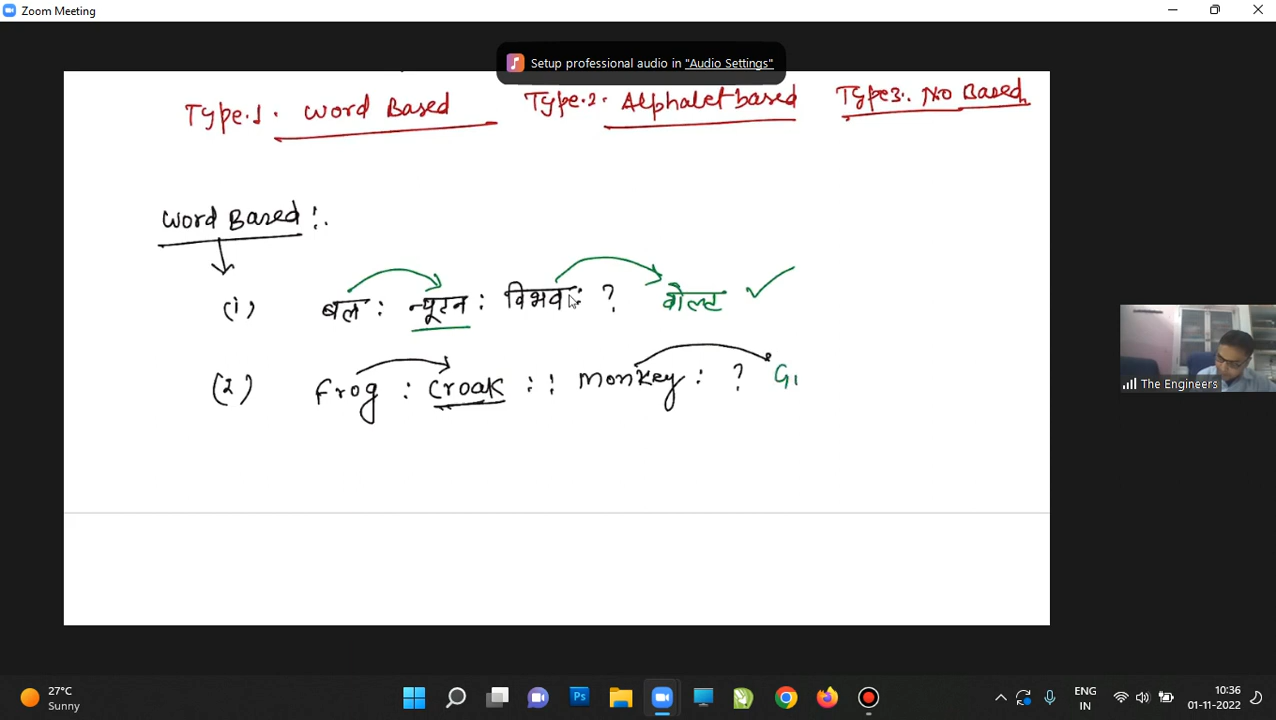 Zoom Meeting
Setup professional audio in "Audio Settings"
Type.1. Word Based Type.2. Alphabet based Type3:. No Based
Word Based :.
(1) बल : न्यूटन : विभव : ? वोल्ट
(2) frog : Croak :: monkey : ? G
The Engineers
27°C
Sunny
Ps
ENG
IN
10:36
01-11-2022